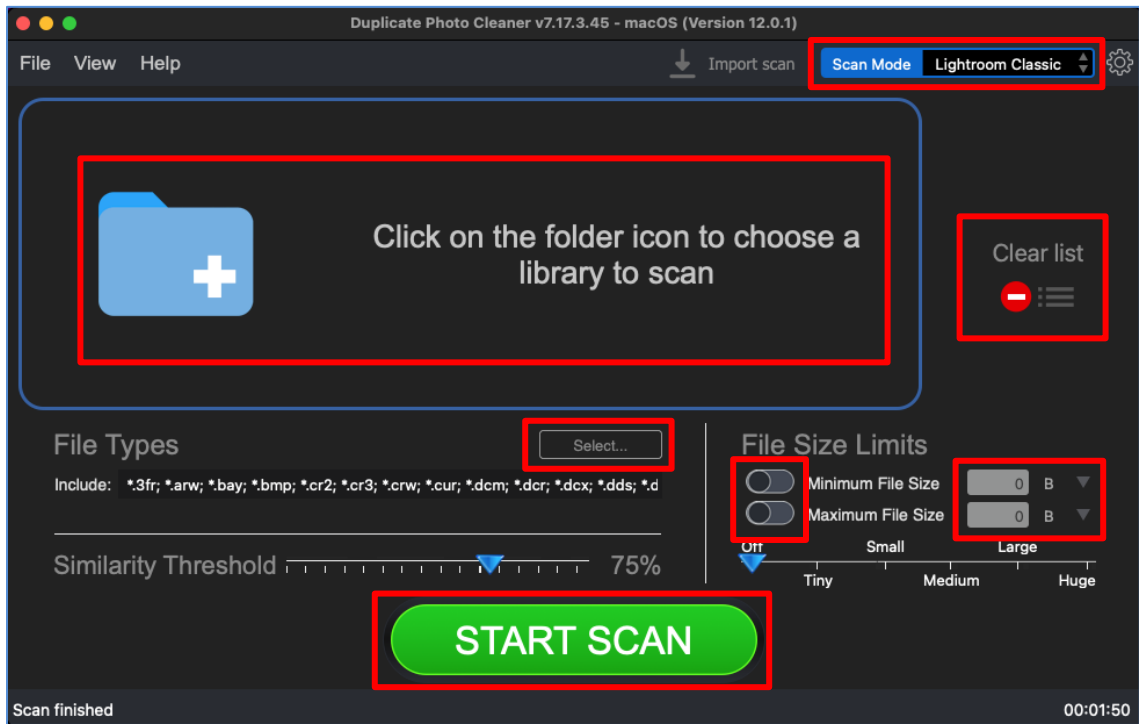 Duplicate Photo Cleaner v7.17.3.45 - macOS (Version 12.0.1)
File View Help Import scan Scan Mode Lightroom Classic
Click on the folder icon to choose a
library to scan
Clear list
File Types
Select...
Include: *.3fr; *.arw; *.bay; *.bmp; *.cr2; *.cr3; *.crw; *.cur; *.dcm; *.dcr; *.dcx; *.dds; *.d
Similarity Threshold 75%
File Size Limits
Minimum File Size 0 B
Maximum File Size 0 B
Off Small Large
Tiny Medium Huge
START SCAN
Scan finished 00:01:50